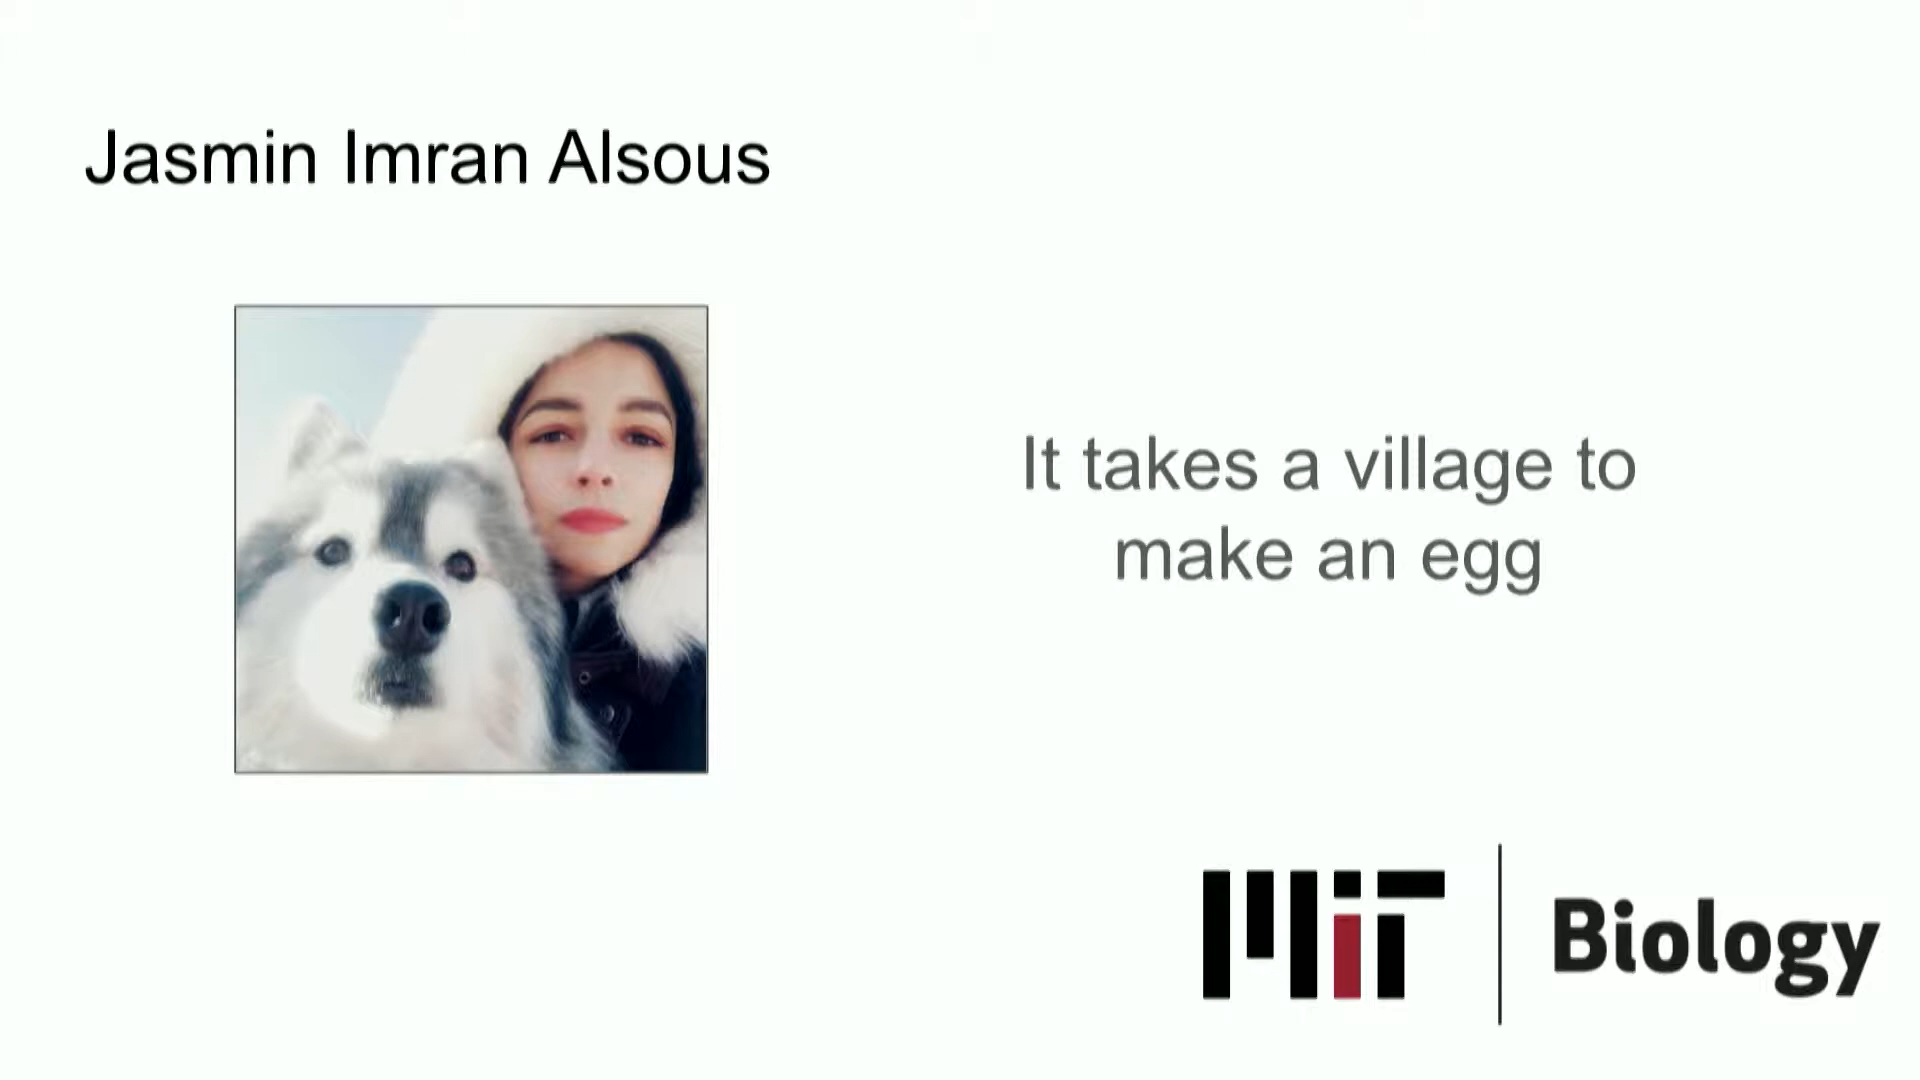 Jasmin Imran Alsous
It takes a village to
make an egg
MIT
Biology